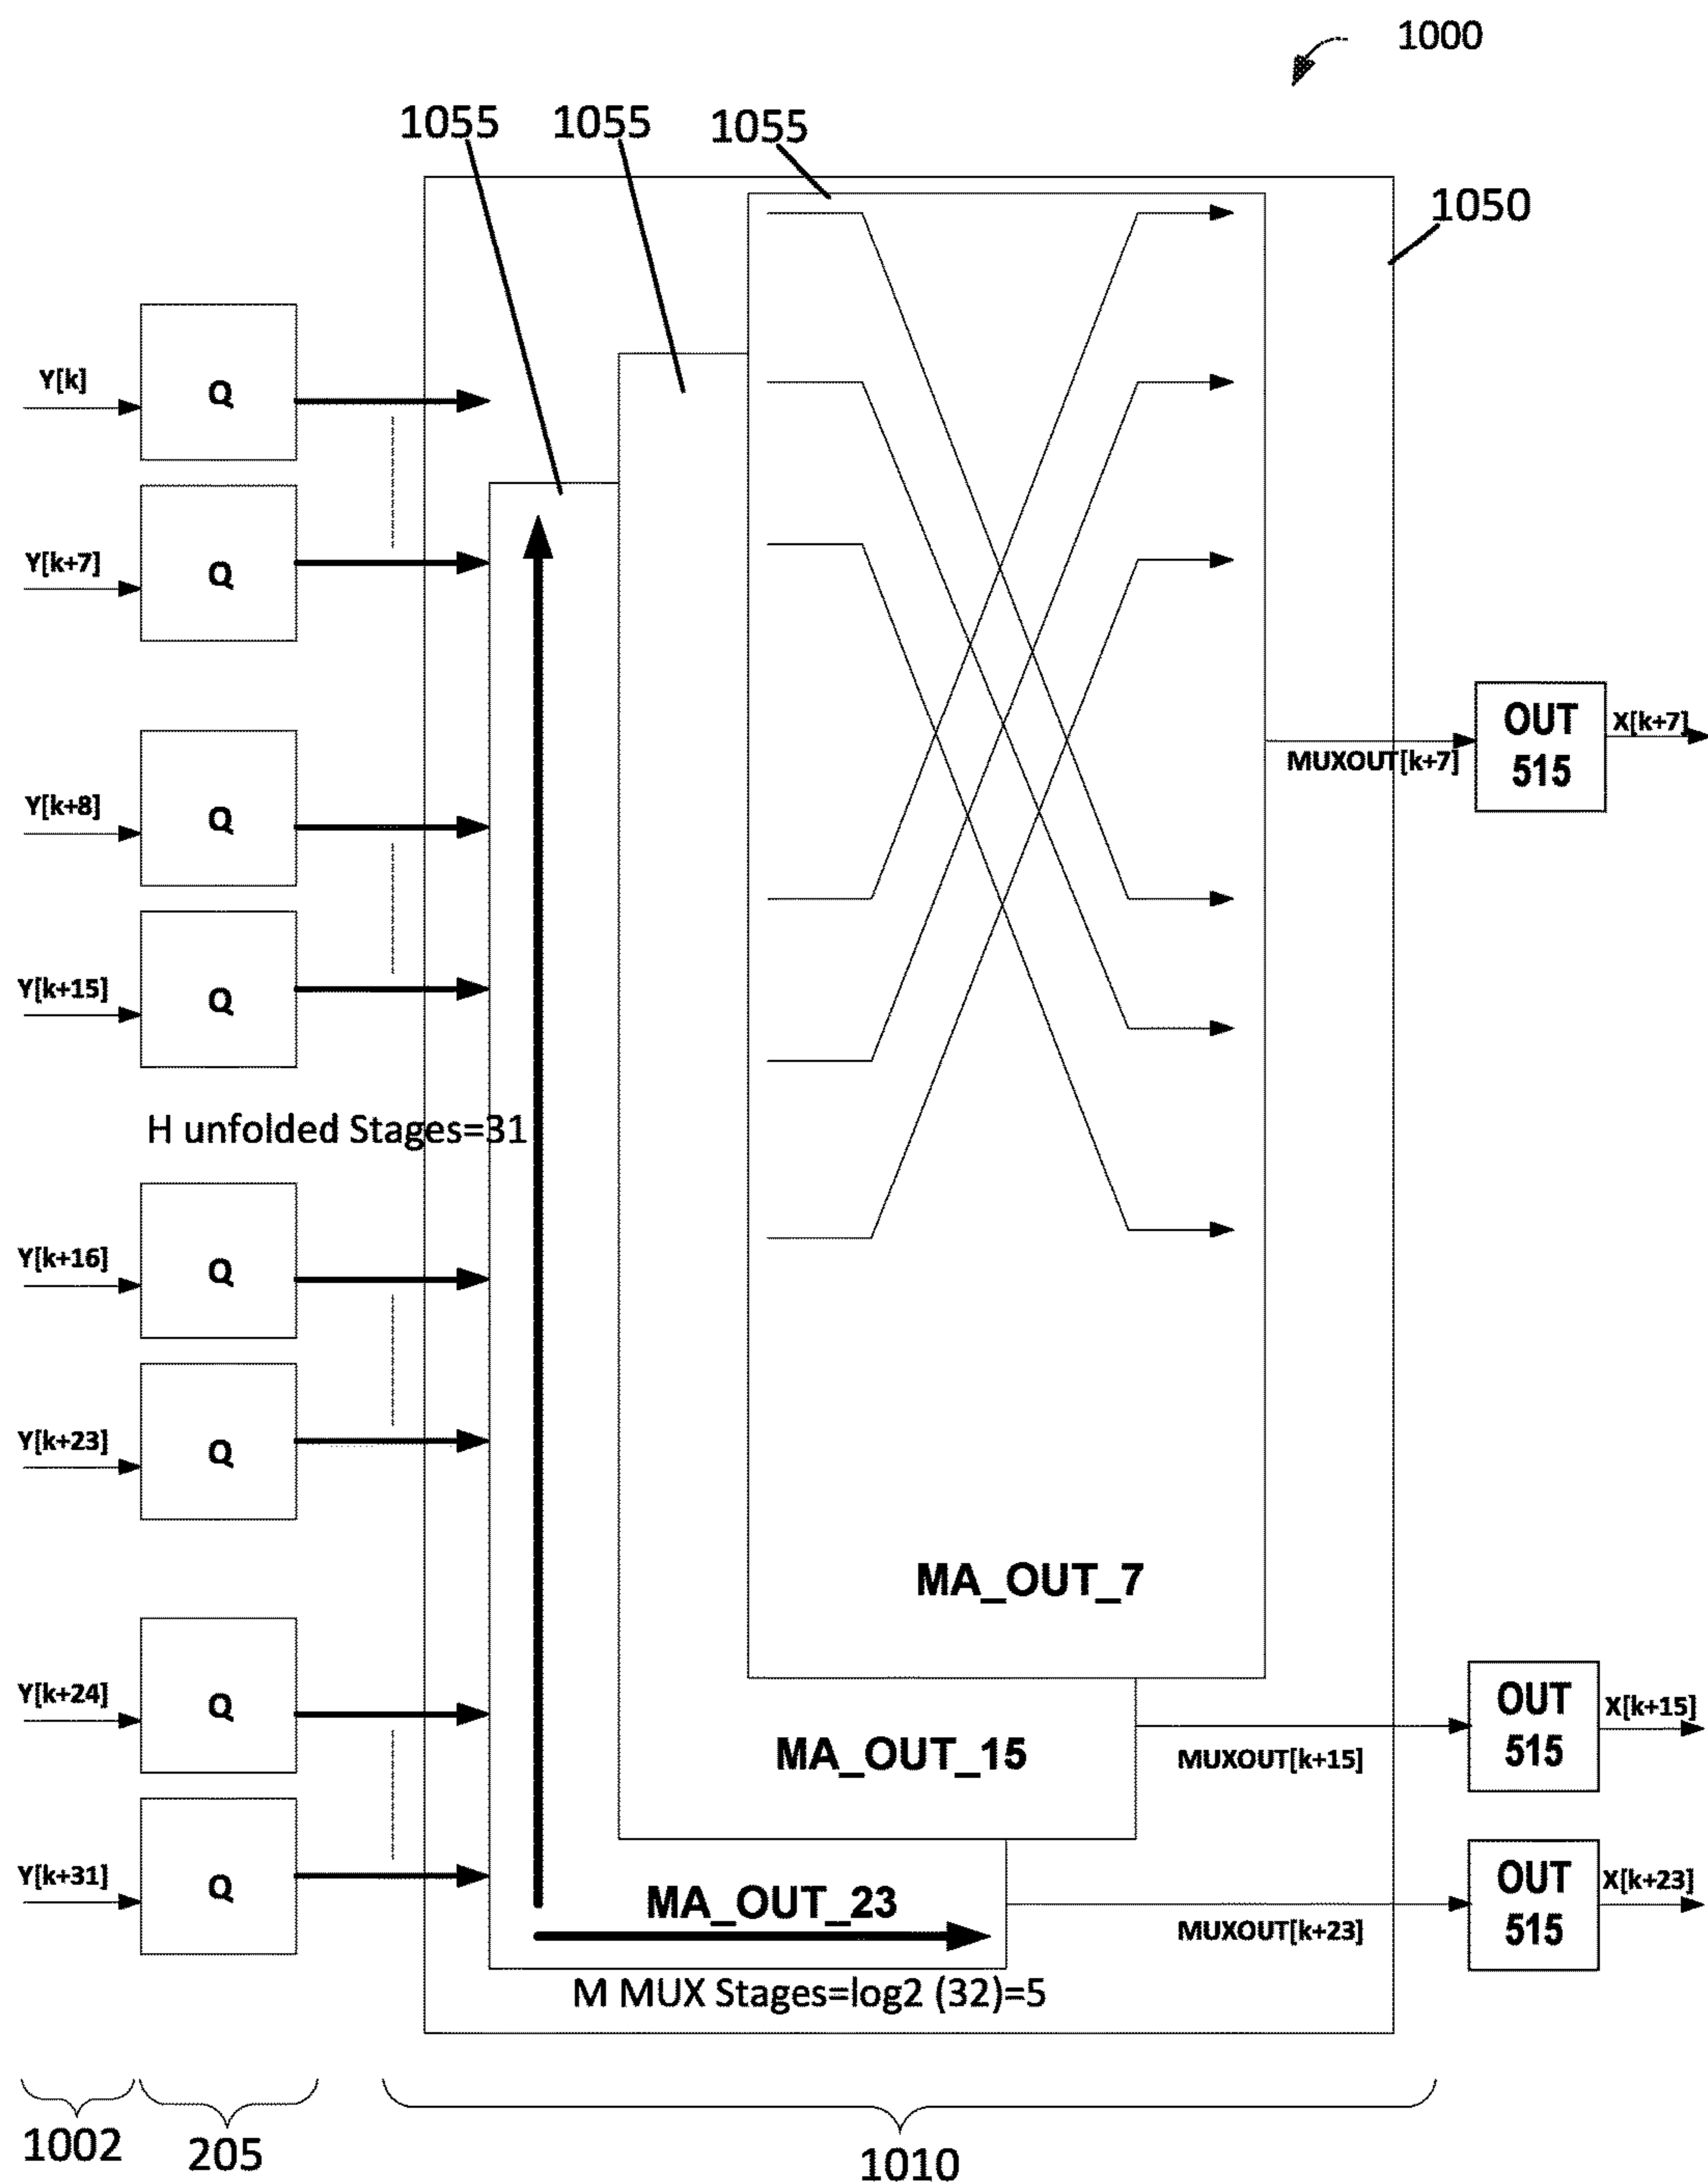 1000
1055 1055 1055
1050
Y[k] Q
Y[k+7] Q
OUT
515
X[k+7]
MUXOUT[k+7]
Y[k+8] Q
Y[k+15] Q
H unfolded Stages=31
Y[k+16] Q
Y[k+23] Q
MA_OUT_7
Y[k+24] Q
OUT
515
X[k+15]
MA_OUT_15
MUXOUT[k+15]
Y[k+31] Q
MA_OUT_23
OUT
515
X[k+23]
MUXOUT[k+23]
M MUX Stages=log2 (32)=5
1002 205 1010